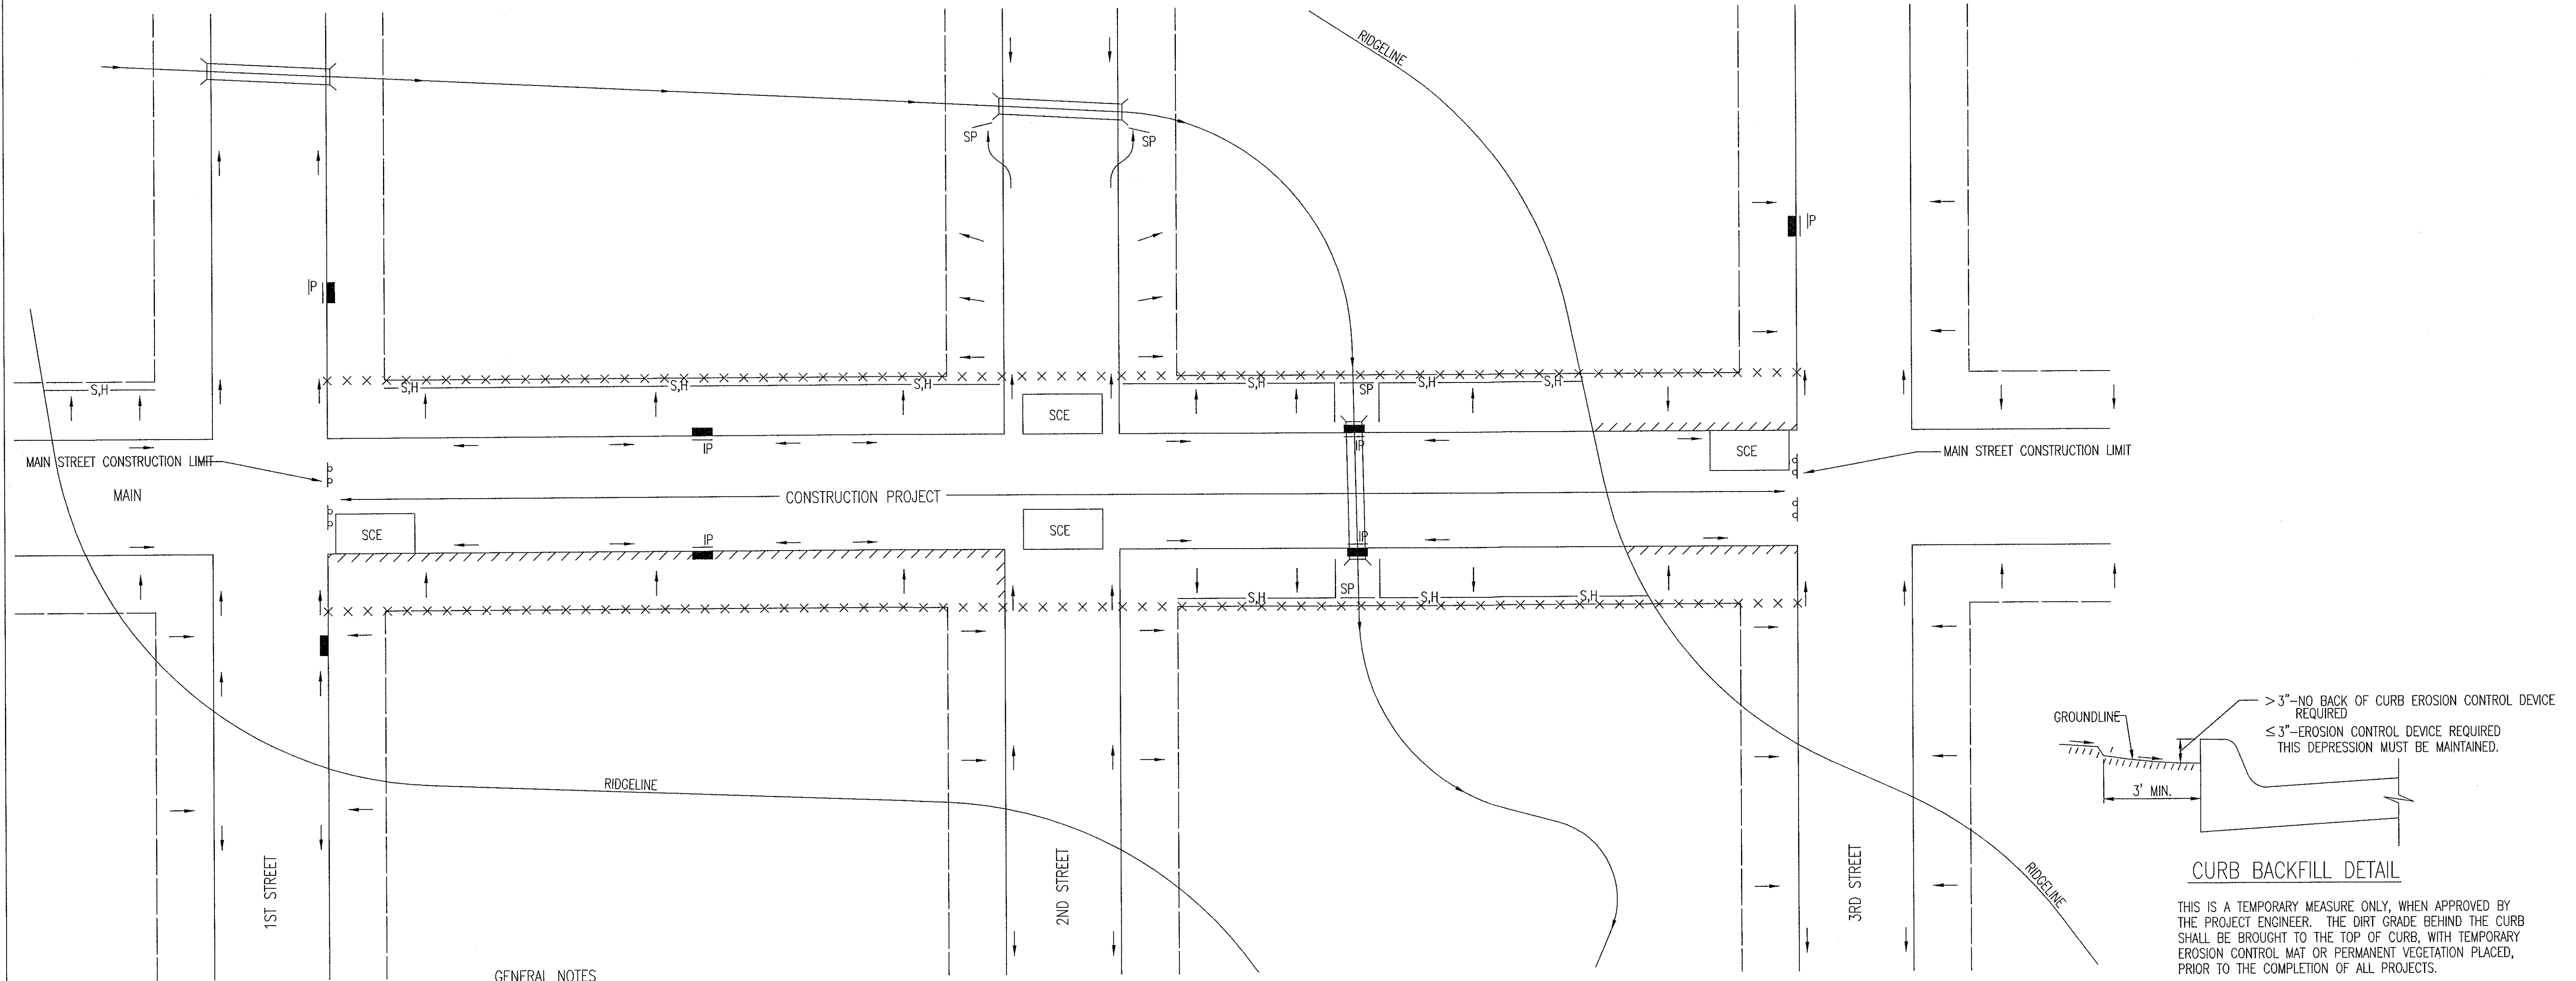 RIDGELINE
SP
SP
IP
IP
S,H
S,H
S,H
S,H
S,H
SP
S,H
S,H
SCE
MAIN STREET CONSTRUCTION LIMIT
IP
IP
SCE
MAIN STREET CONSTRUCTION LIMIT
MAIN
CONSTRUCTION PROJECT
SCE
SCE
IP
IP
S,H
SP
S,H
S,H
RIDGELINE
1ST STREET
2ND STREET
3RD STREET
RIDGELINE
GENERAL NOTES
GROUNDLINE
>3"-NO BACK OF CURB EROSION CONTROL DEVICE
REQUIRED
≤3"-EROSION CONTROL DEVICE REQUIRED
THIS DEPRESSION MUST BE MAINTAINED.
3' MIN.
CURB BACKFILL DETAIL
THIS IS A TEMPORARY MEASURE ONLY, WHEN APPROVED BY
THE PROJECT ENGINEER. THE DIRT GRADE BEHIND THE CURB
SHALL BE BROUGHT TO THE TOP OF CURB, WITH TEMPORARY
EROSION CONTROL MAT OR PERMANENT VEGETATION PLACED,
PRIOR TO THE COMPLETION OF ALL PROJECTS.